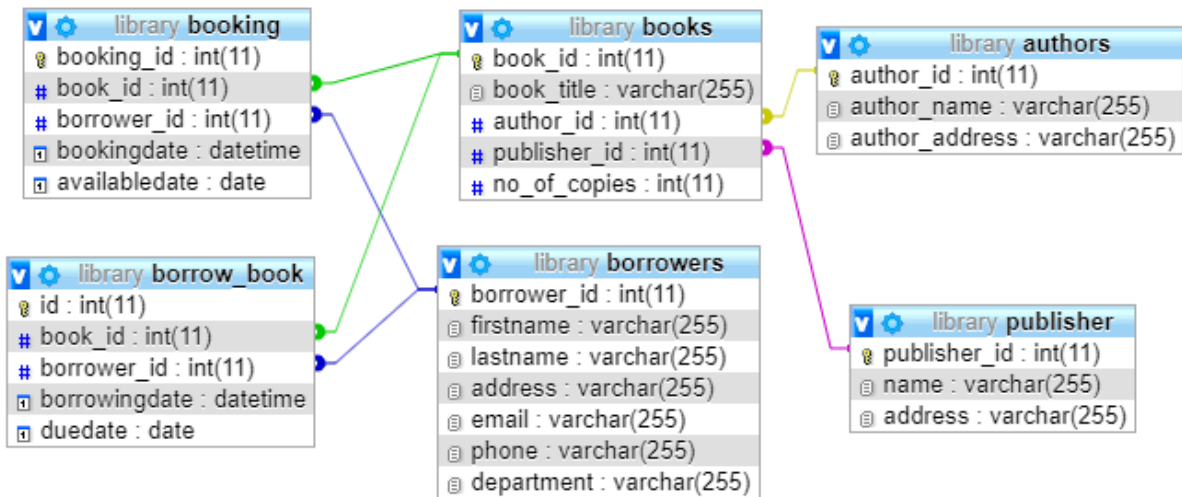 library booking
booking_id : int(11)
book_id : int(11)
borrower_id : int(11)
bookingdate : datetime
availabledate : date
library books
book_id : int(11)
book_title : varchar(255)
author_id : int(11)
publisher_id : int(11)
no_of_copies : int(11)
library authors
author_id : int(11)
author_name : varchar(255)
author_address : varchar(255)
library borrow_book
id : int(11)
book_id : int(11)
borrower_id : int(11)
borrowingdate : datetime
duedate : date
library borrowers
borrower_id : int(11)
firstname : varchar(255)
lastname : varchar(255)
address : varchar(255)
email : varchar(255)
phone : varchar(255)
department : varchar(255)
library publisher
publisher_id : int(11)
name : varchar(255)
address : varchar(255)